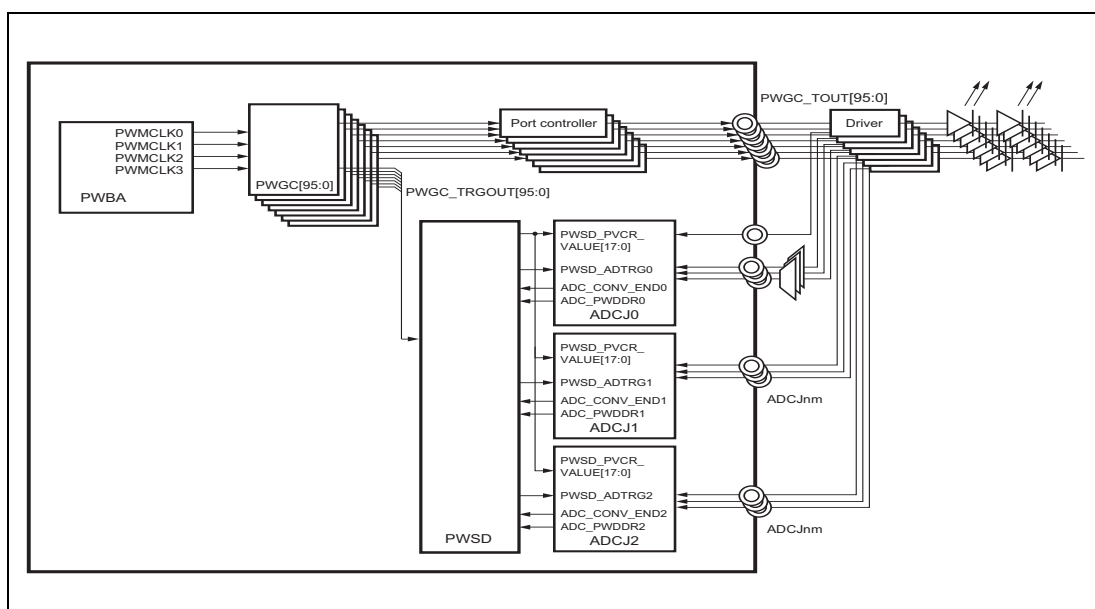 PWGC_TOUT[95:0]
Port controller
Driver
PWMCLK0
PWMCLK1
PWMCLK2
PWMCLK3
PWBA
PWGC[95:0]
PWGC_TRGOUT[95:0]
PWSD_PVCR_
VALUE[17:0]
PWSD_ADTRG0
ADC_CONV_END0
ADC_PWDDR0
ADCJ0
PWSD_PVCR_
VALUE[17:0]
PWSD_ADTRG1
ADC_CONV_END1
ADC_PWDDR1
ADCJ1
ADCJnm
PWSD_PVCR_
VALUE[17:0]
PWSD_ADTRG2
ADC_CONV_END2
ADC_PWDDR2
ADCJ2
ADCJnm
PWSD